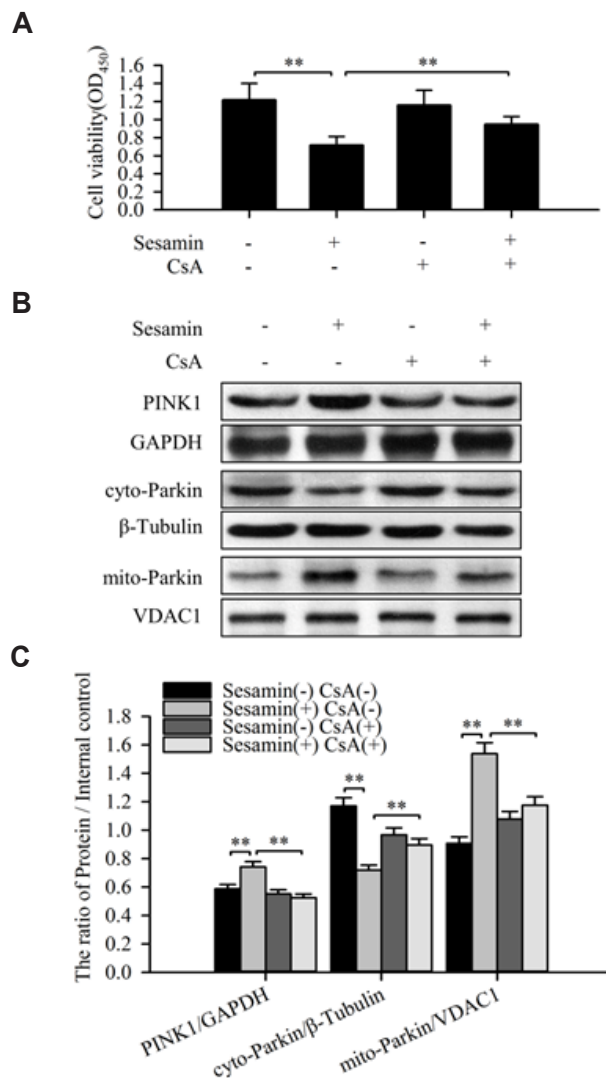 A
** **
Cell viability(OD450)
1.6
1.4
1.2
1.0
0.8
0.6
0.4
0.2
0.0
Sesamin - + - +
CsA - - + +
B
Sesamin - + - +
CsA - - + +
PINK1
GAPDH
cyto-Parkin
β-Tubulin
mito-Parkin
VDAC1
C
Sesamin(-) CsA(-)
Sesamin(+) CsA(-)
Sesamin(-) CsA(+)
Sesamin(+) CsA(+)
The ratio of Protein / Internal control
1.8
1.6
1.4
1.2
1.0
0.8
0.6
0.4
0.2
0.0
** ** ** ** ** **
PINK1/GAPDH
cyto-Parkin/β-Tubulin
mito-Parkin/VDAC1